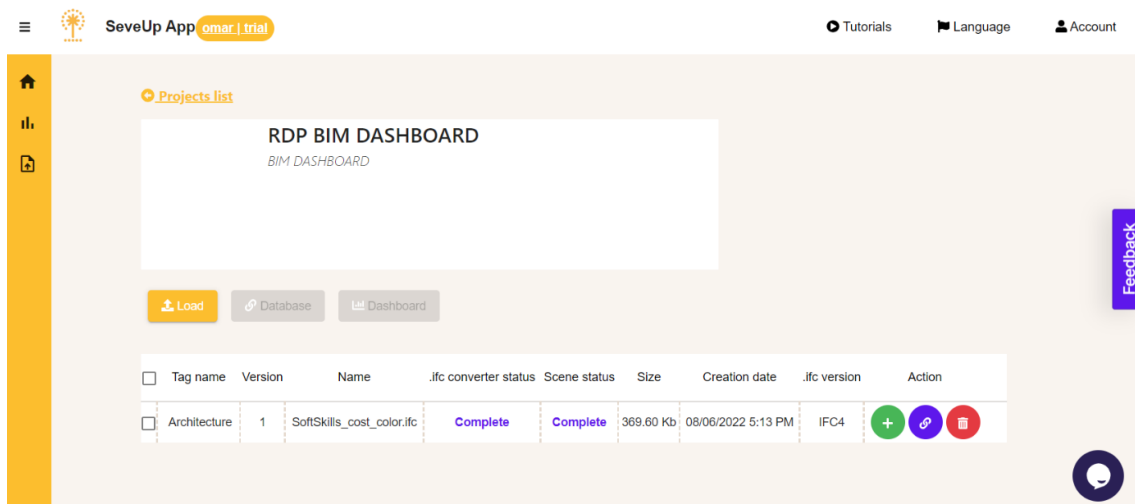 SeveUp App omar | trial Tutorials Language Account
Projects list
RDP BIM DASHBOARD
BIM DASHBOARD
Feedback
Load Database Dashboard
Tag name Version Name .ifc converter status Scene status Size Creation date .ifc version Action
Architecture 1 SoftSkills_cost_color.ifc Complete Complete 369.60 Kb 08/06/2022 5:13 PM IFC4